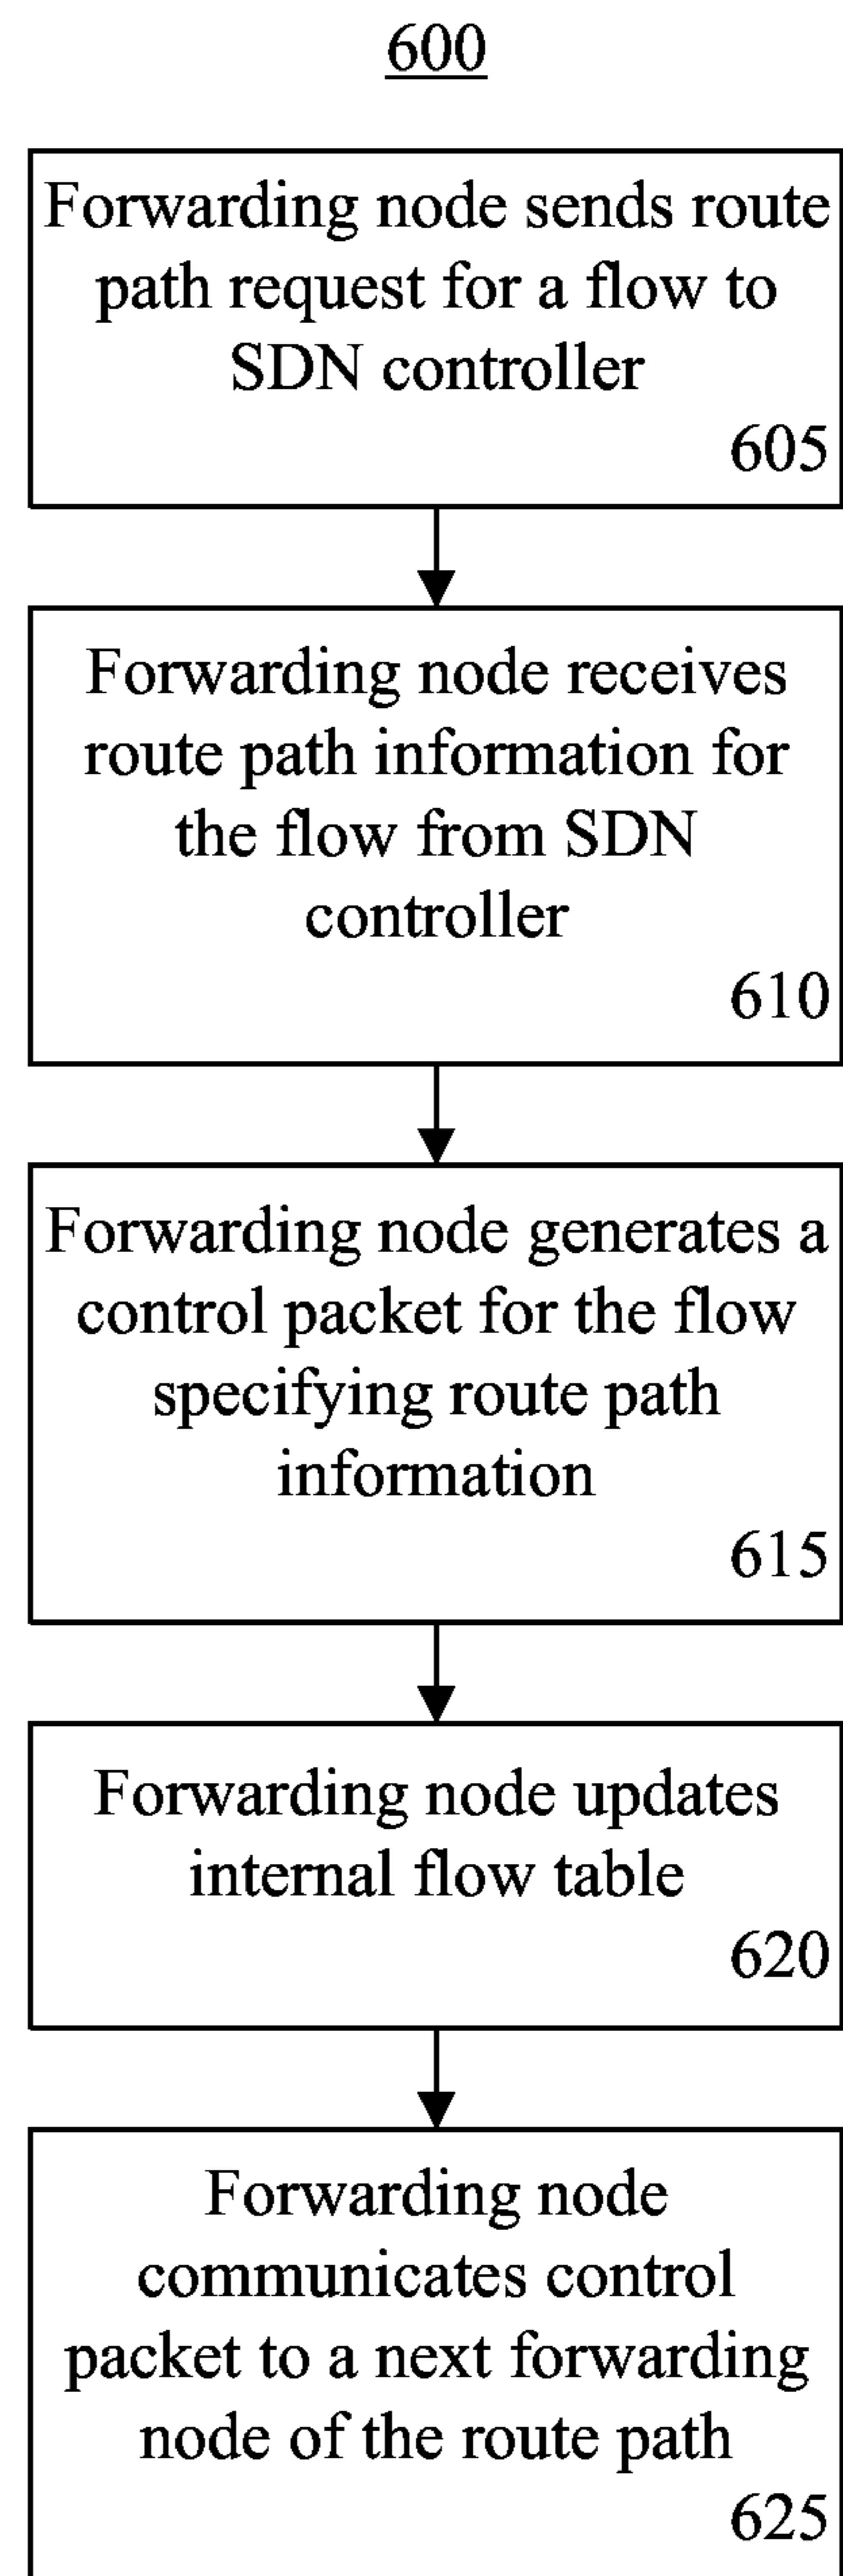 600
Forwarding node sends route
path request for a flow to
SDN controller
605
Forwarding node receives
route path information for
the flow from SDN
controller
610
Forwarding node generates a
control packet for the flow
specifying route path
information
615
Forwarding node updates
internal flow table
620
Forwarding node
communicates control
packet to a next forwarding
node of the route path
625